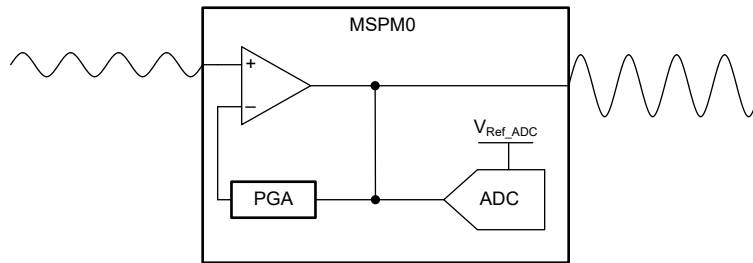 MSPM0
+
−
V_Ref_ADC
PGA
ADC